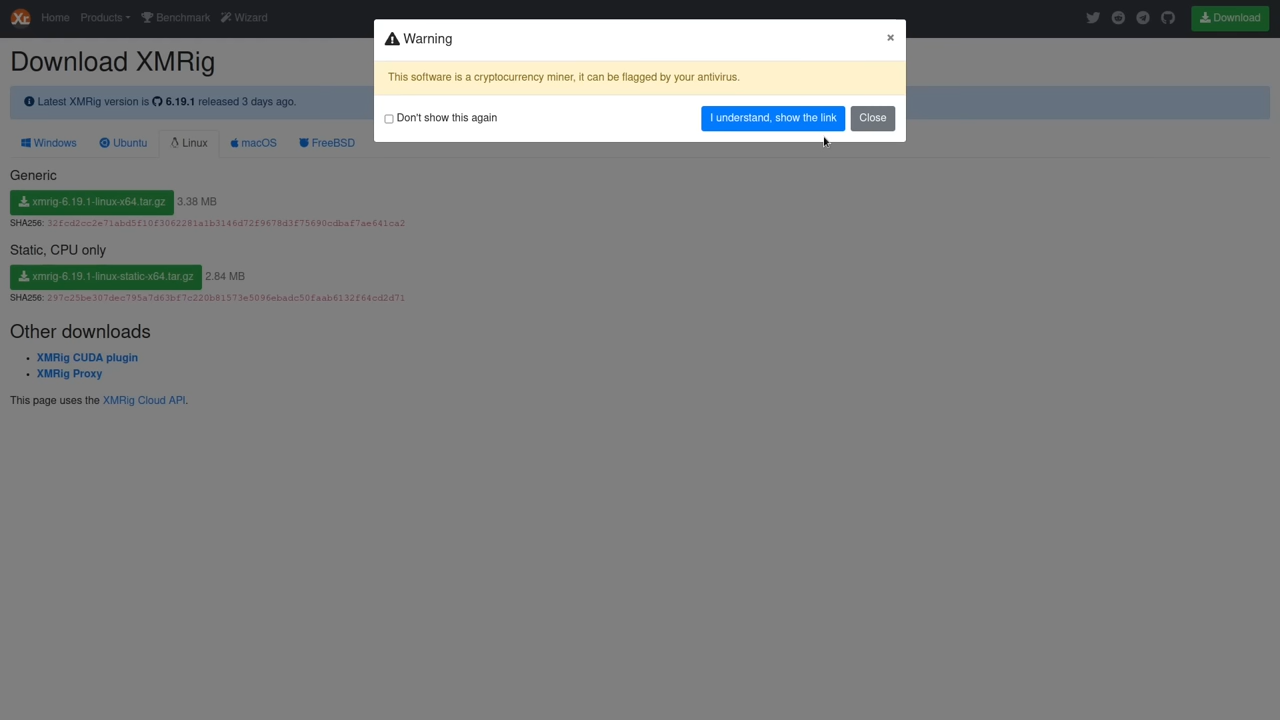 Xr Home Products Benchmark Wizard Download
Warning ×
This software is a cryptocurrency miner, it can be flagged by your antivirus.
Don't show this again I understand, show the link Close
Download XMRig
Latest XMRig version is 6.19.1 released 3 days ago.
Windows Ubuntu Linux macOS FreeBSD
Generic
xmrig-6.19.1-linux-x64.tar.gz 3.38 MB
SHA256:
Static, CPU only
xmrig-6.19.1-linux-static-x64.tar.gz 2.84 MB
SHA256:
Other downloads
XMRig CUDA plugin
XMRig Proxy
This page uses the XMRig Cloud API.